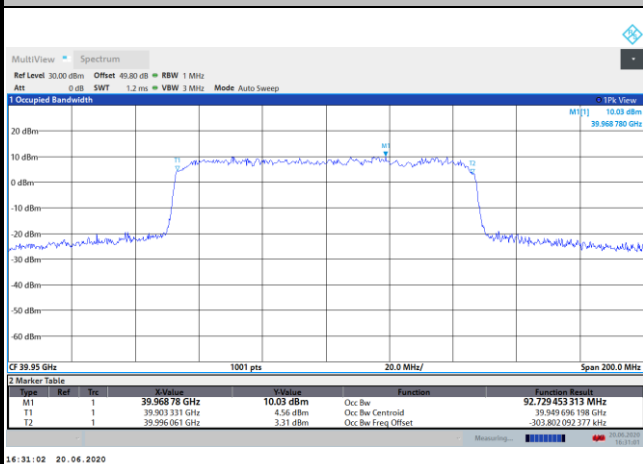 MultiView Spectrum
Ref Level 30.00 dBm Offset 49.80 dB RBW 1 MHz
Att 0 dB SWT 1.2 ms VBW 3 MHz Mode Auto Sweep
1 Occupied Bandwidth 1Pk View
M1[1] 10.03 dBm
39.968 780 GHz
20 dBm
M1
10 dBm
T1 T2
0 dBm
-10 dBm
-20 dBm
-30 dBm
-40 dBm
-50 dBm
-60 dBm
CF 39.95 GHz 1001 pts 20.0 MHz/ Span 200.0 MHz
2 Marker Table
Type Ref Trc X-Value Y-Value Function Function Result
M1 1 39.968 78 GHz 10.03 dBm Occ Bw 92.729 453 313 MHz
T1 1 39.903 331 GHz 4.56 dBm Occ Bw Centroid 39.949 696 198 GHz
T2 1 39.996 061 GHz 3.31 dBm Occ Bw Freq Offset -303.802 092 377 kHz
Measuring... 20.06.2020
16:31:01
16:31:02 20.06.2020